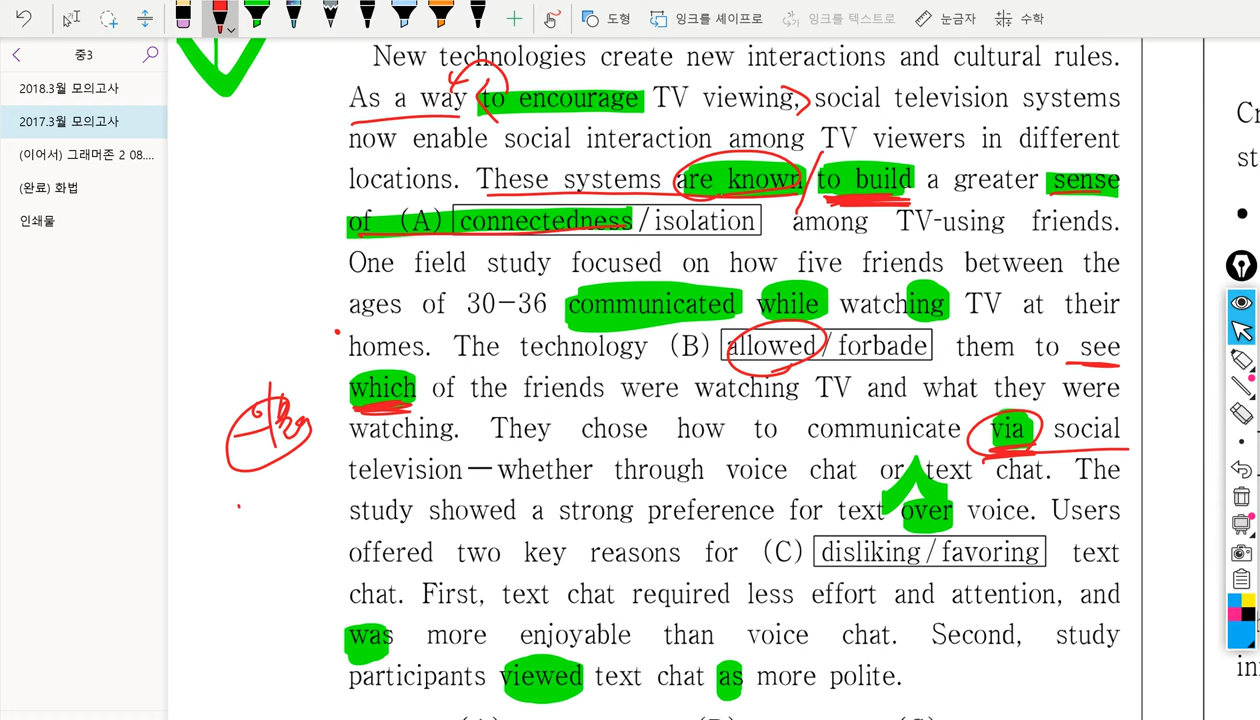 도형
잉크를 셰이프로
잉크를 텍스트로
눈금자
수학
중3
2018.3월 모의고사
2017.3월 모의고사
(이어서) 그래머존 2 08....
(완료) 화법
인쇄물
New technologies create new interactions and cultural rules.
As a way to encourage TV viewing, social television systems
now enable social interaction among TV viewers in different
locations. These systems are known to build a greater sense
of (A) connectedness/isolation among TV-using friends.
One field study focused on how five friends between the
ages of 30-36 communicated while watching TV at their
homes. The technology (B) allowed/forbade them to see
which of the friends were watching TV and what they were
watching. They chose how to communicate via social
television—whether through voice chat or text chat. The
study showed a strong preference for text over voice. Users
offered two key reasons for (C) disliking/favoring text
chat. First, text chat required less effort and attention, and
was more enjoyable than voice chat. Second, study
participants viewed text chat as more polite.